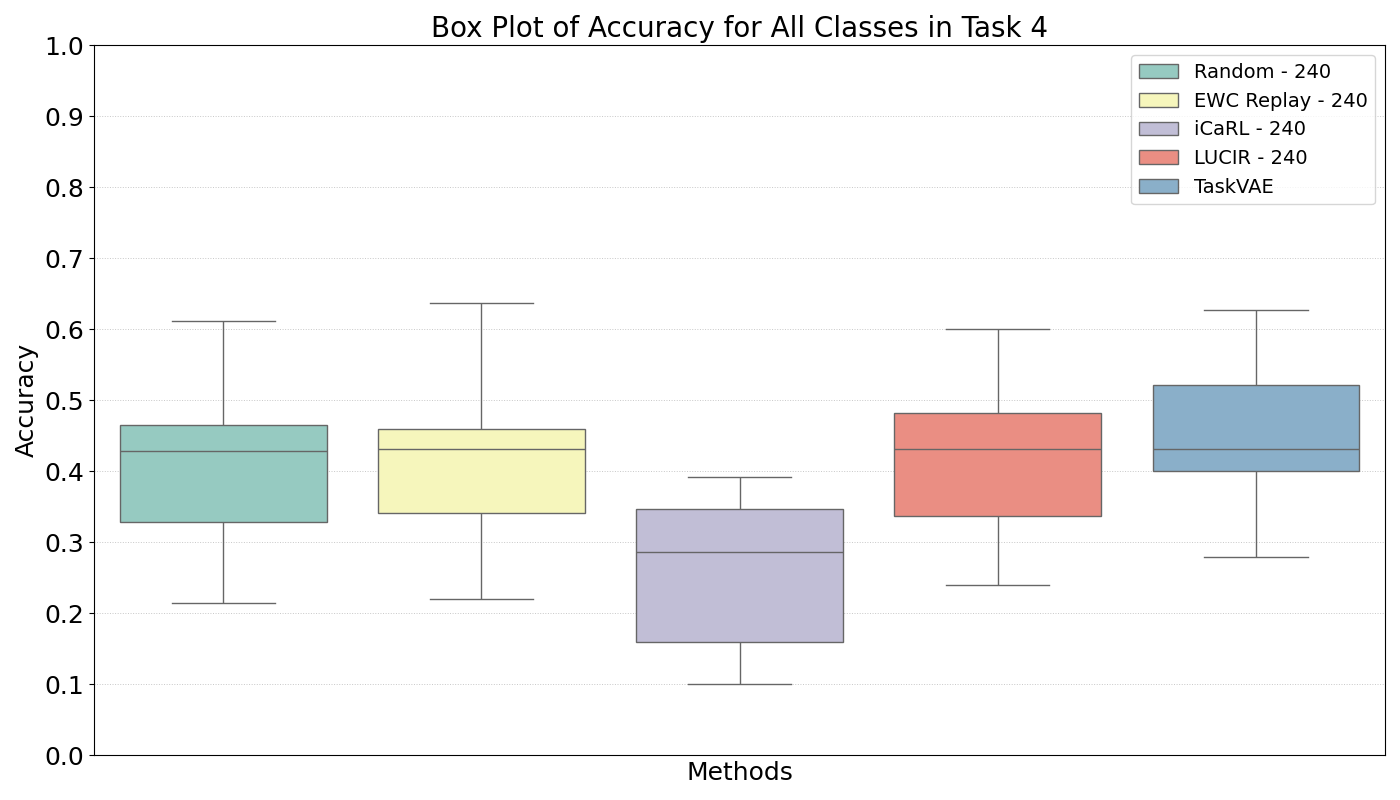 Box Plot of Accuracy for All Classes in Task 4
1.0
0.9
0.8
0.7
0.6
0.5
0.4
0.3
0.2
0.1
0.0
Accuracy
Methods
Random - 240
EWC Replay - 240
iCaRL - 240
LUCIR - 240
TaskVAE